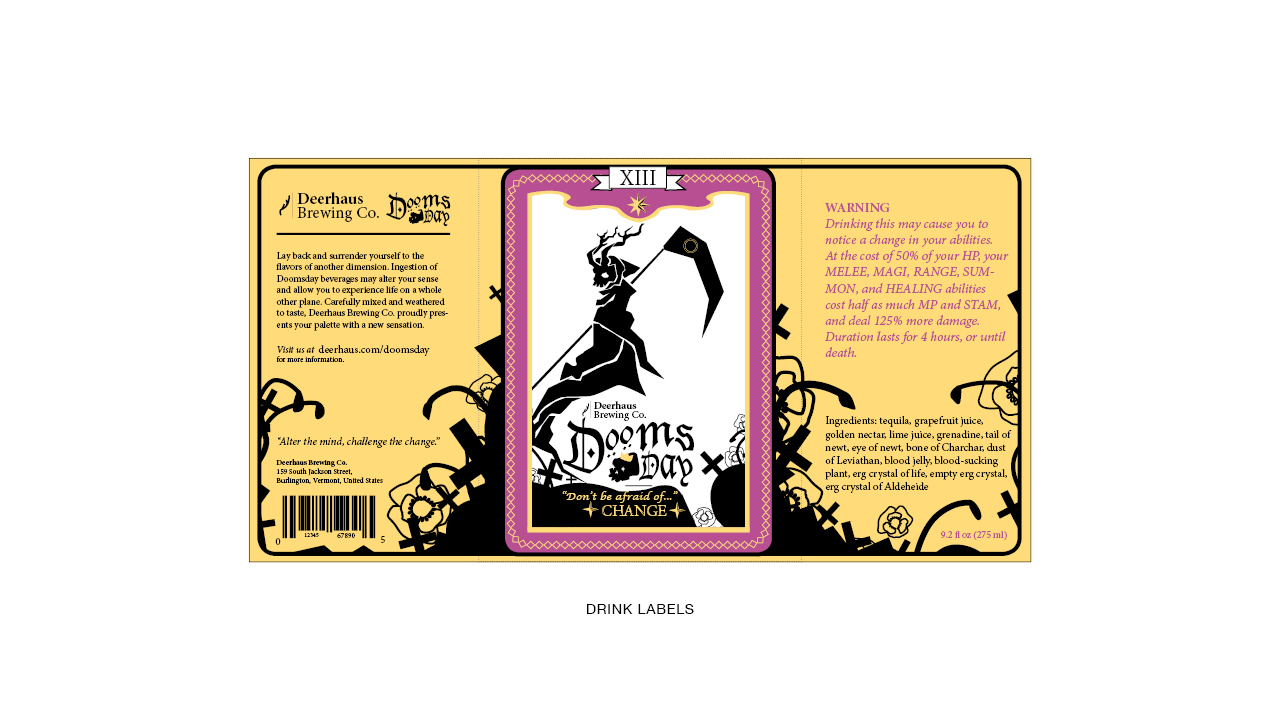 Deerhaus
Brewing Co.
Dooms
Day
Lay back and surrender yourself to the
flavors of another dimension. Ingestion of
Doomsday beverages may alter your sense
and allow you to experience life on a whole
other plane. Carefully mixed and weathered
to taste, Deerhaus Brewing Co. proudly pres-
ents your palette with a new sensation.
Visit us at deerhaus.com/doomsday
for more information.
"Alter the mind, challenge the change."
Deerhaus Brewing Co.
159 South Jackson Street,
Burlington, Vermont, United States
0 12345 67890 5
XIII
Deerhaus
Brewing Co.
Dooms
Day
"Don't be afraid of..."
CHANGE
WARNING
Drinking this may cause you to
notice a change in your abilities.
At the cost of 50% of your HP, your
MELEE, MAGI, RANGE, SUM-
MON, and HEALING abilities
cost half as much MP and STAM,
and deal 125% more damage.
Duration lasts for 4 hours, or until
death.
Ingredients: tequila, grapefruit juice,
golden nectar, lime juice, grenadine, tail of
newt, eye of newt, bone of Charchar, dust
of Leviathan, blood jelly, blood-sucking
plant, erg crystal of life, empty erg crystal,
erg crystal of Aldeheide
9.2 fl oz (275 ml)
DRINK LABELS